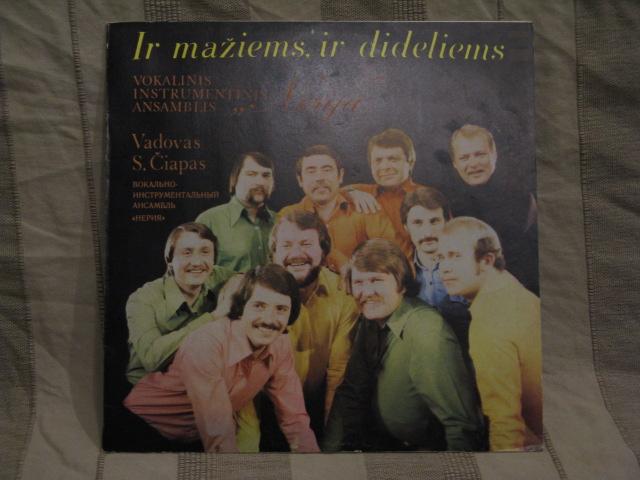 Ir mažiems, ir dideliems
VOKALINIS
INSTRUMENTINIS
ANSAMBLIS „Nerija“
Vadovas
S. Čiapas
ВОКАЛЬНО-
ИНСТРУМЕНТАЛЬНЫЙ
АНСАМБЛЬ
«НЕРИЯ»